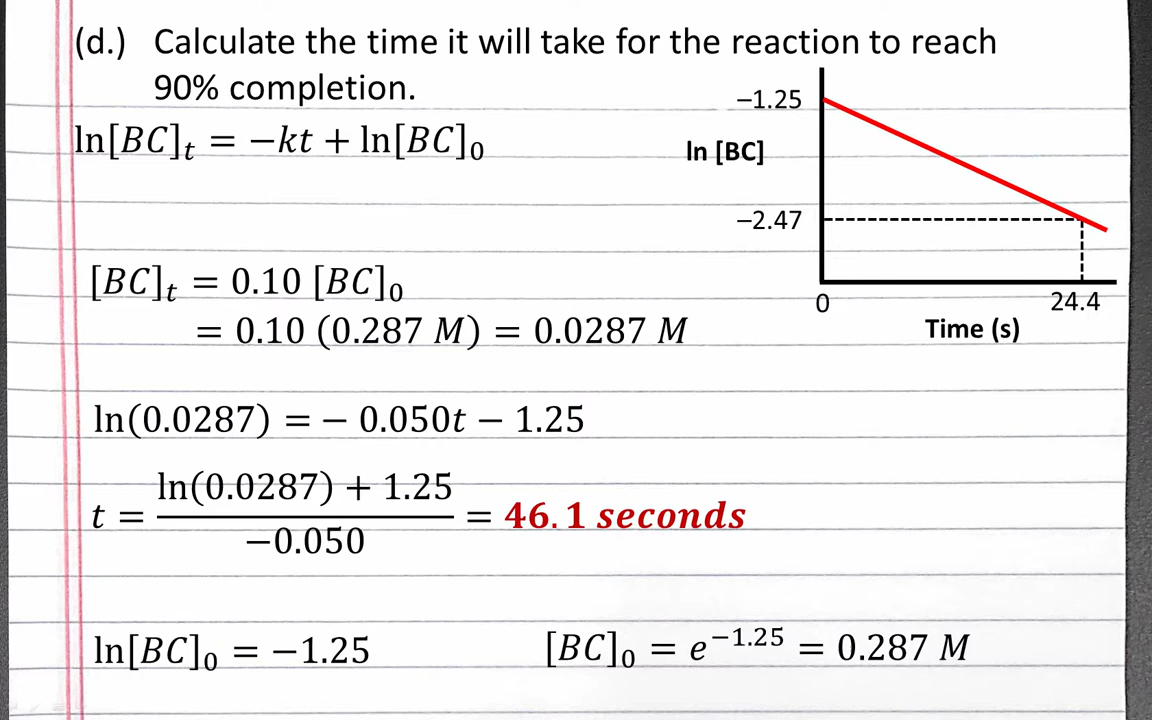 (d.) Calculate the time it will take for the reaction to reach
90% completion.
ln[BC]t = −kt + ln[BC]0
−1.25
ln [BC]
−2.47
0
24.4
Time (s)
[BC]t = 0.10 [BC]0
= 0.10 (0.287 M) = 0.0287 M
ln(0.0287) = − 0.050t − 1.25
t = ln(0.0287) + 1.25 / −0.050 = 46.1 seconds
ln[BC]0 = −1.25
[BC]0 = e^−1.25 = 0.287 M